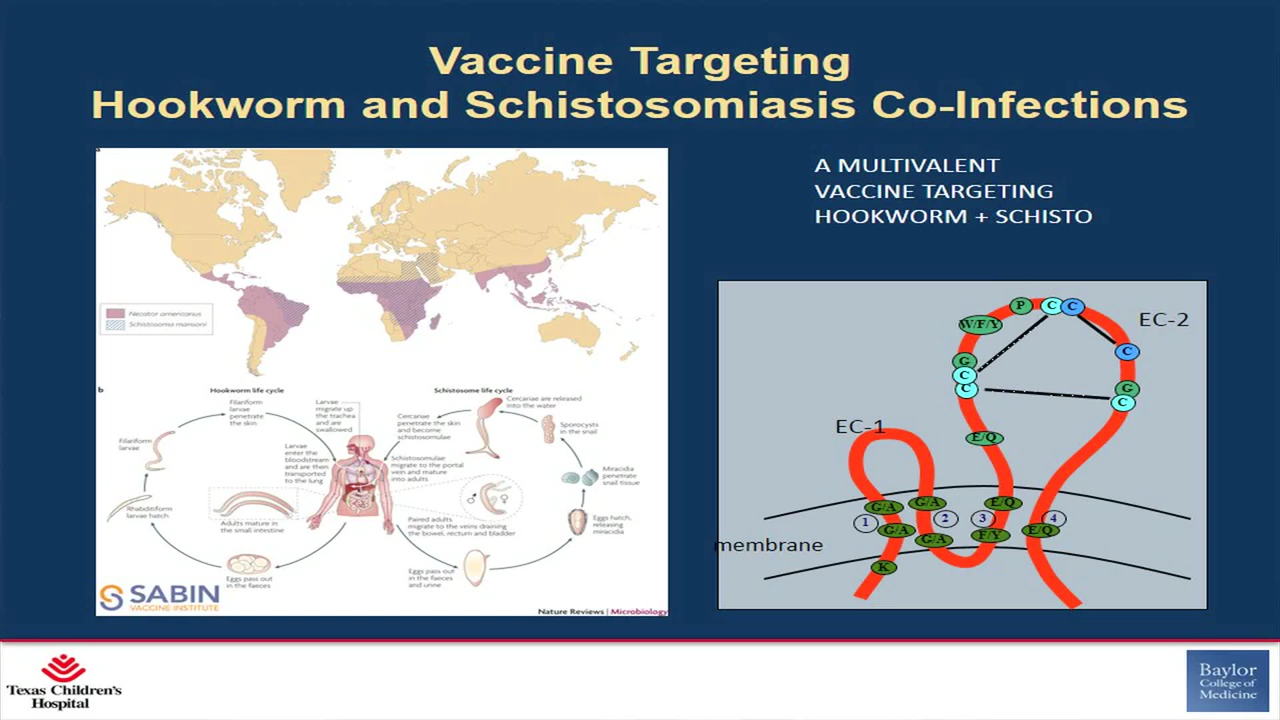 Vaccine Targeting
Hookworm and Schistosomiasis Co-Infections
A MULTIVALENT
VACCINE TARGETING
HOOKWORM + SCHISTO
a
Necator americanus
Schistosoma mansoni
b
Hookworm life cycle
Schistosome life cycle
Filariform
larvae
penetrate
the skin
Larvae
migrate up
the trachea
and are
swallowed
Cercariae are released
into the water
Cercariae
penetrate the skin
and become
schistosomulae
Sporocysts
in the snail
Filariform
larvae
Larvae
enter the
bloodstream
and are then
transported
to the lung
Schistosomulae
migrate to the portal
vein and mature
into adults
Miracidia
penetrate
snail tissue
Rhabditiform
larvae hatch
Adults mature in
the small intestine
♂
♀
Paired adults
migrate to the veins draining
the bowel, rectum and bladder
Eggs hatch,
releasing
miracidia
Eggs pass out
in the faeces
Eggs pass out
in the faeces
and urine
SABIN
VACCINE INSTITUTE
Nature Reviews | Microbiology
EC-2
P
C
C
W/F/Y
C
G
C
C
G
C
EC-1
E/Q
G/A
G/A
E/Q
1
2
3
4
G/A
G/A
F/Y
E/Q
membrane
K
Texas Children's
Hospital
Baylor
College of
Medicine